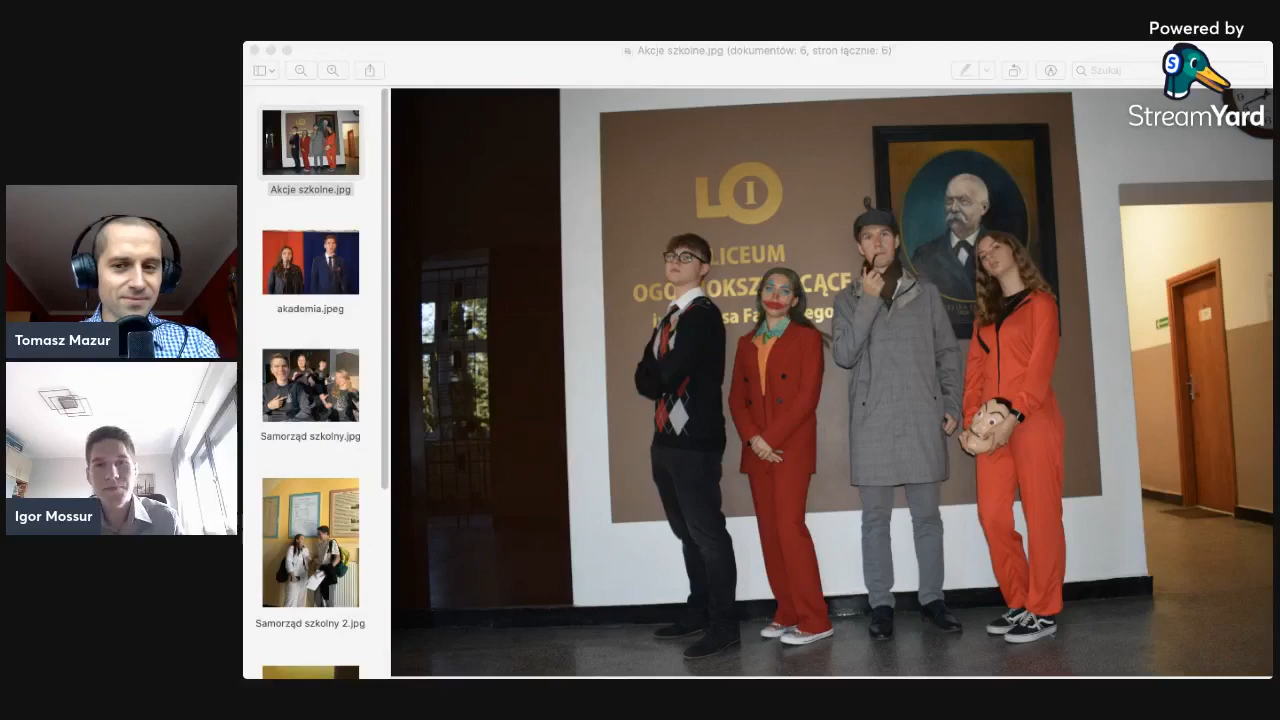 Powered by
StreamYard
Akcje szkolne.jpg (dokumentów: 6, stron łącznie: 6)
Szukaj
Akcje szkolne.jpg
akademia.jpeg
Samorząd szkolny.jpg
Samorząd szkolny 2.jpg
Tomasz Mazur
Igor Mossur
LO I
LICEUM